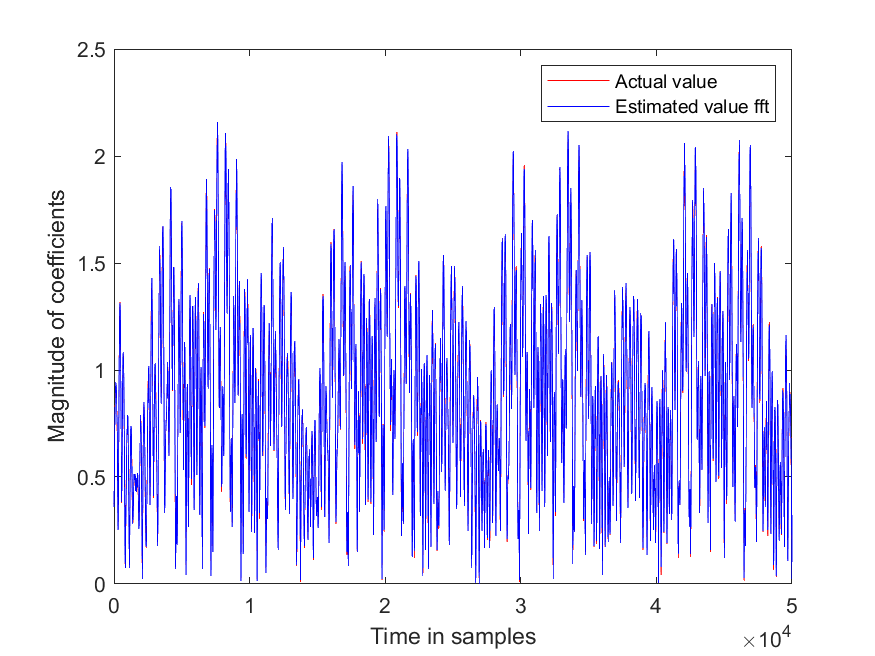 2.5
2
1.5
1
0.5
0
0 1 2 3 4 5
×10^4
Time in samples
Magnitude of coefficients
Actual value
Estimated value fft